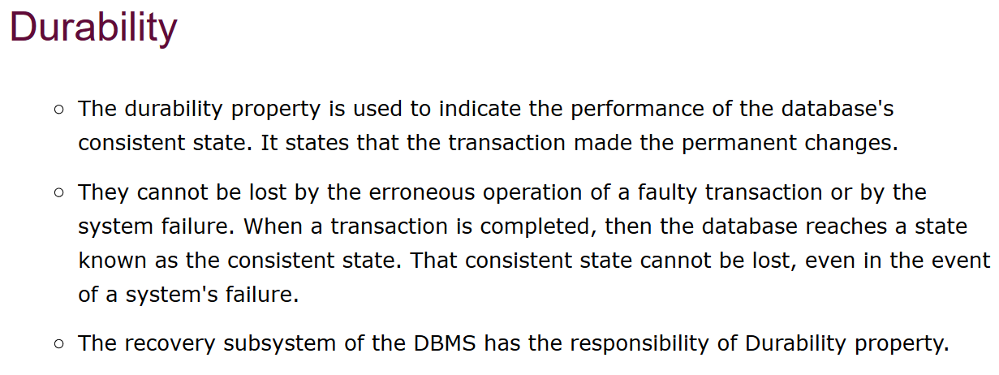 Durability
The durability property is used to indicate the performance of the database's
consistent state. It states that the transaction made the permanent changes.
They cannot be lost by the erroneous operation of a faulty transaction or by the
system failure. When a transaction is completed, then the database reaches a state
known as the consistent state. That consistent state cannot be lost, even in the event
of a system's failure.
The recovery subsystem of the DBMS has the responsibility of Durability property.